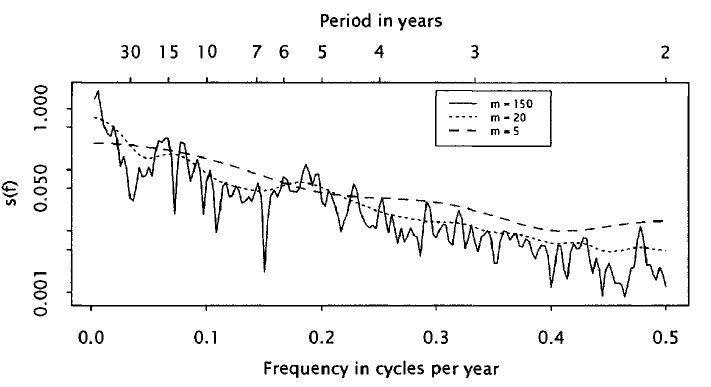 Period in years
30 15 10 7 6 5 4 3 2
m = 150
m = 20
m = 5
s(f)
1.000
0.050
0.001
0.0 0.1 0.2 0.3 0.4 0.5
Frequency in cycles per year